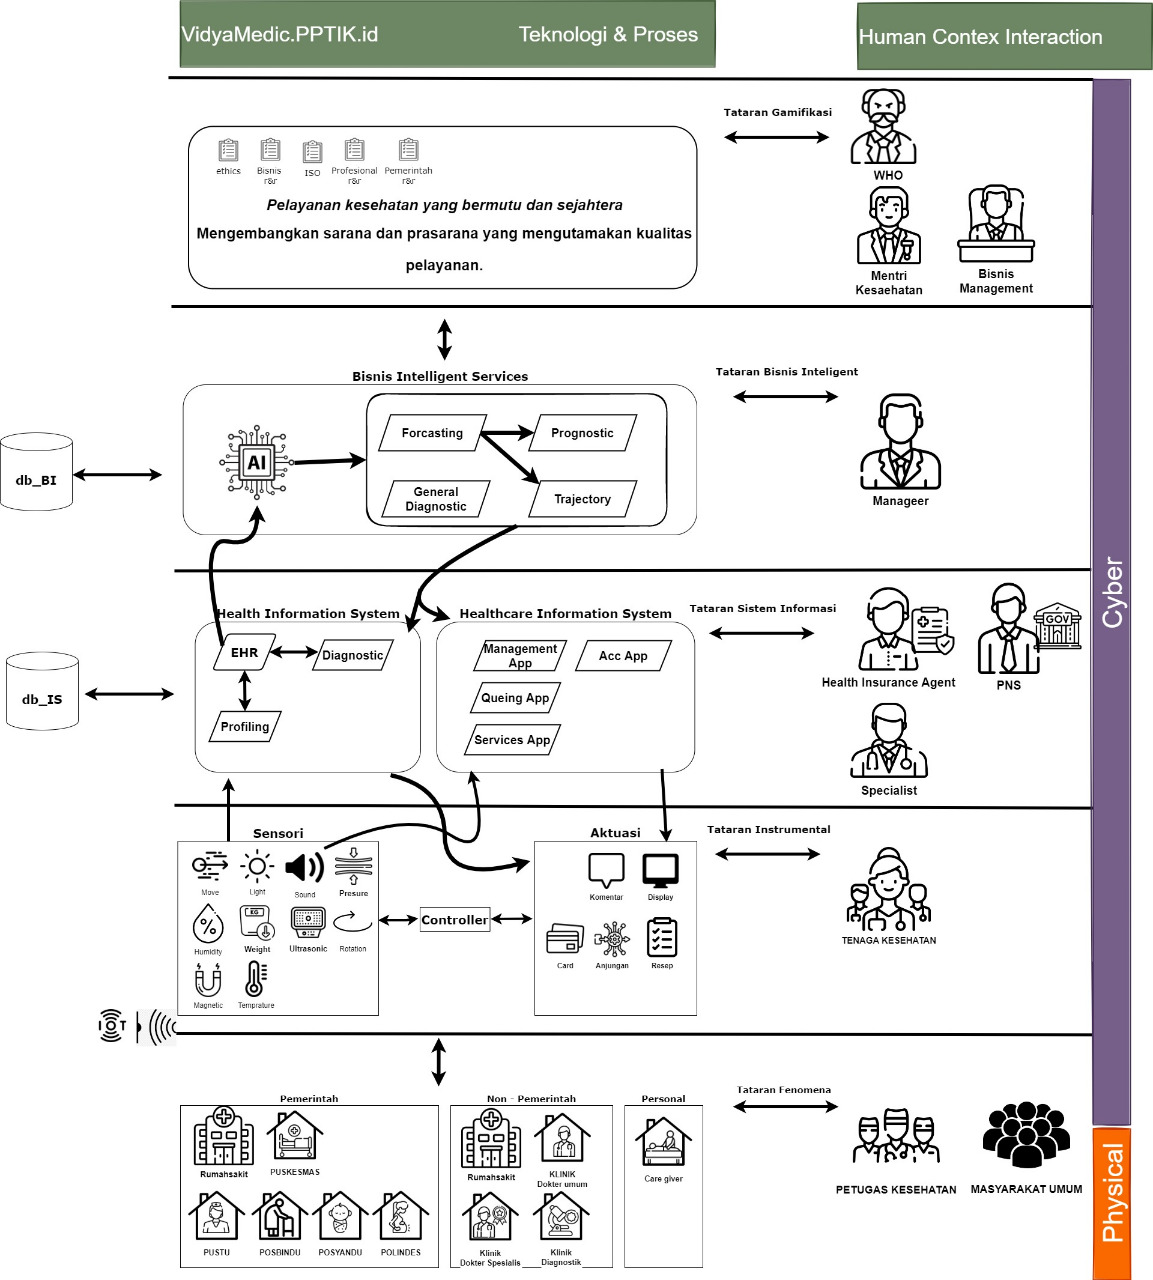 VidyaMedic.PPTIK.id
Teknologi & Proses
Human Contex Interaction
Tataran Gamifikasi
ethics
Bisnis
r&r
ISO
Profesional
r&r
Pemerintah
r&r
Pelayanan kesehatan yang bermutu dan sejahtera
Mengembangkan sarana dan prasarana yang mengutamakan kualitas
pelayanan.
WHO
Mentri
Kesaehatan
Bisnis
Management
Bisnis Intelligent Services
Tataran Bisnis Inteligent
db_BI
AI
Forcasting
Prognostic
General
Diagnostic
Trajectory
Manageer
Cyber
Health Information System
Healthcare Information System
Tataran Sistem Informasi
db_IS
EHR
Diagnostic
Profiling
Management
App
Acc App
Queing App
Services App
Health Insurance Agent
GOV
PNS
Specialist
Sensori
Aktuasi
Tataran Instrumental
Move
Light
Sound
Presure
Humidity
KG
Weight
Ultrasonic
Rotation
Magnetic
Temprature
Controller
Komentar
Display
Card
Anjungan
Resep
TENAGA KESEHATAN
IOT
Pemerintah
Non - Pemerintah
Personal
Tataran Fenomena
Rumahsakit
PUSKESMAS
PUSTU
POSBINDU
POSYANDU
POLINDES
Rumahsakit
KLINIK
Dokter umum
Klinik
Dokter Spesialis
Klinik
Diagnostik
Care giver
PETUGAS KESEHATAN
MASYARAKAT UMUM
Physical